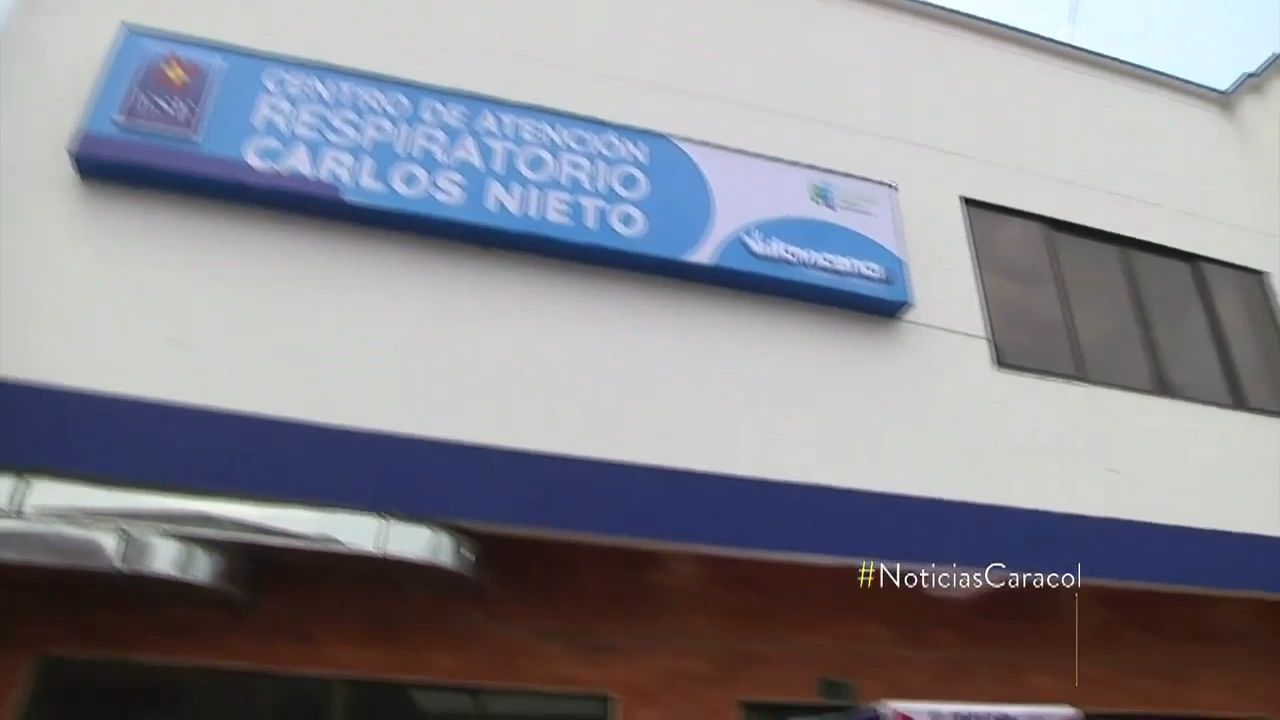 CENTRO DE ATENCIÓN
RESPIRATORIO
CARLOS NIETO
#NoticiasCaracol